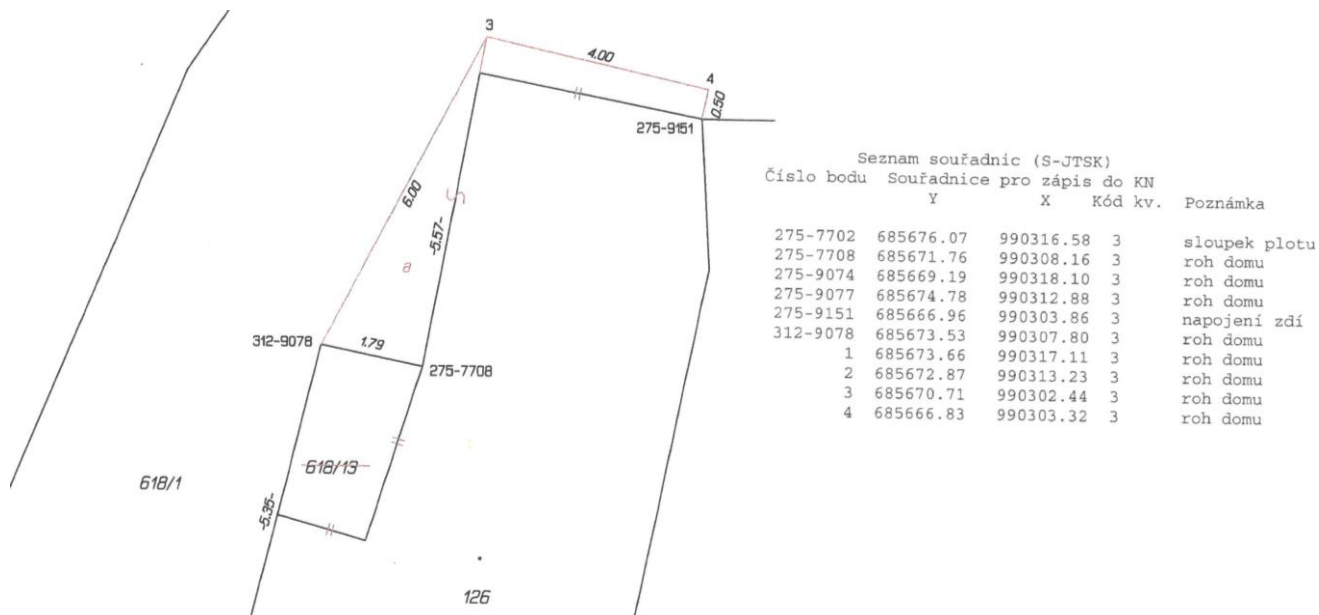 3
4.00
4
0.50
275-9151
6.00
-5.57-
a
312-9078
1.79
275-7708
618/13
618/1
-5.35-
126
Seznam souřadnic (S-JTSK)
Číslo bodu Souřadnice pro zápis do KN
Y X Kód kv. Poznámka
275-7702 685676.07 990316.58 3 sloupek plotu
275-7708 685671.76 990308.16 3 roh domu
275-9074 685669.19 990318.10 3 roh domu
275-9077 685674.78 990312.88 3 roh domu
275-9151 685666.96 990303.86 3 napojení zdí
312-9078 685673.53 990307.80 3 roh domu
1 685673.66 990317.11 3 roh domu
2 685672.87 990313.23 3 roh domu
3 685670.71 990302.44 3 roh domu
4 685666.83 990303.32 3 roh domu